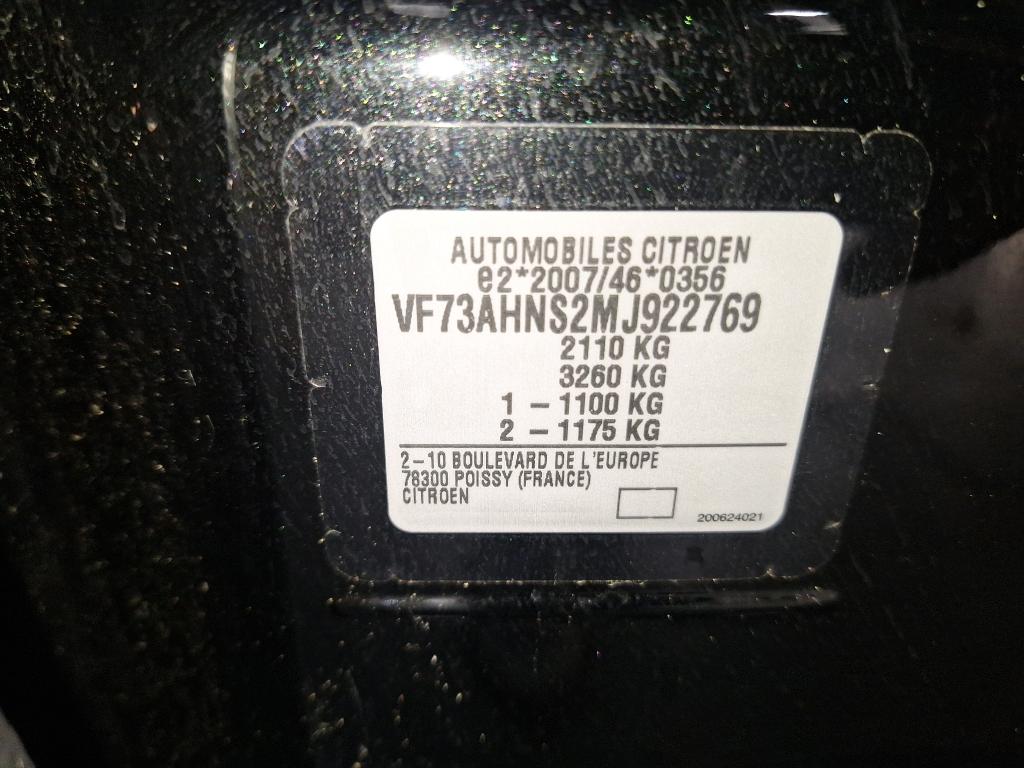 AUTOMOBILES CITROEN
e2*2007/46*0356
VF73AHNS2MJ922769
2110 KG
3260 KG
1 – 1100 KG
2 – 1175 KG
2–10 BOULEVARD DE L'EUROPE
78300 POISSY (FRANCE)
CITROEN
200624021